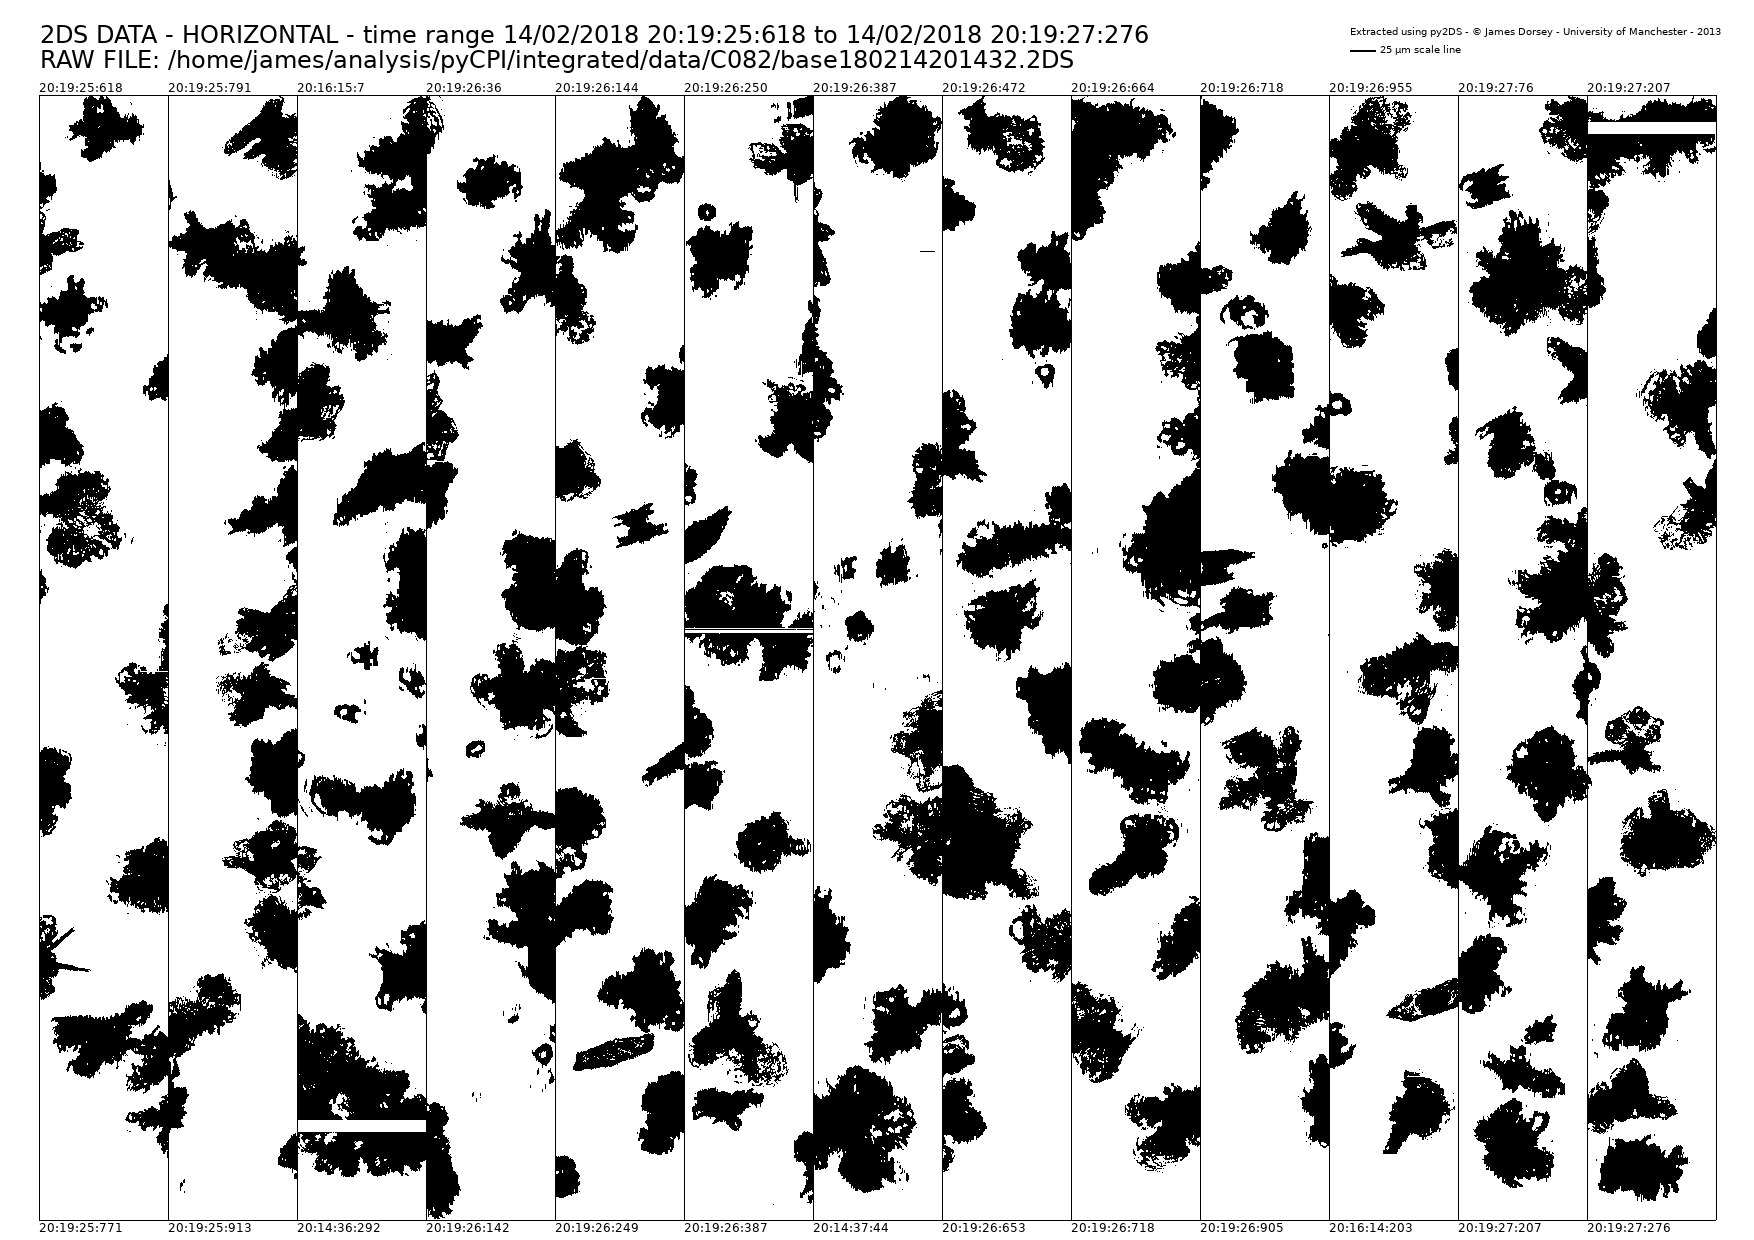 2DS DATA - HORIZONTAL - time range 14/02/2018 20:19:25:618 to 14/02/2018 20:19:27:276
RAW FILE: /home/james/analysis/pyCPI/integrated/data/C082/base180214201432.2DS
Extracted using py2DS - © James Dorsey - University of Manchester - 2013
25 µm scale line
20:19:25:618 20:19:25:791 20:16:15:7 20:19:26:36 20:19:26:144 20:19:26:250 20:19:26:387 20:19:26:472 20:19:26:664 20:19:26:718 20:19:26:955 20:19:27:76 20:19:27:207
20:19:25:771 20:19:25:913 20:14:36:292 20:19:26:142 20:19:26:249 20:19:26:387 20:14:37:44 20:19:26:653 20:19:26:718 20:19:26:905 20:16:14:203 20:19:27:207 20:19:27:276